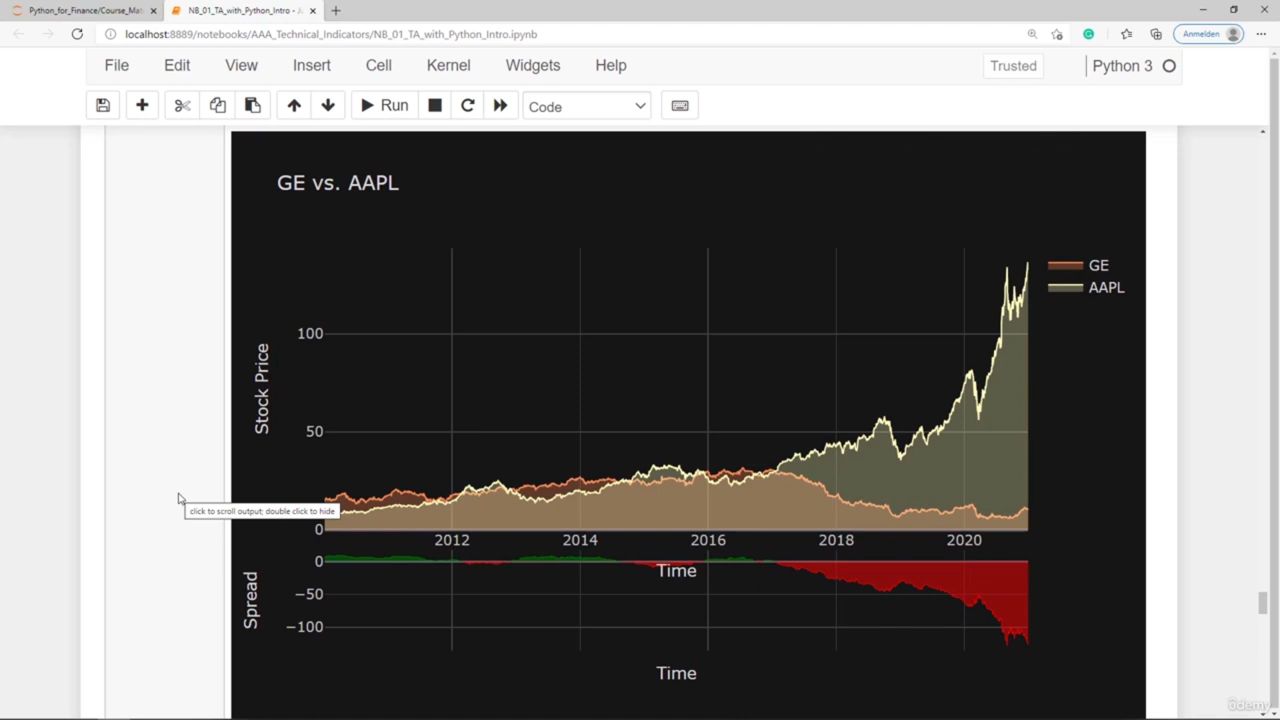 Python_for_Finance/Course_Mat
NB_01_TA_with_Python_Intro - J
localhost:8889/notebooks/AAA_Technical_Indicators/NB_01_TA_with_Python_Intro.ipynb
Anmelden
File Edit View Insert Cell Kernel Widgets Help
Trusted
Python 3
Run
Code
GE vs. AAPL
GE
AAPL
100
50
0
Stock Price
click to scroll output; double click to hide
2012 2014 2016 2018 2020
Time
0
−50
−100
Spread
Time
ûdemy